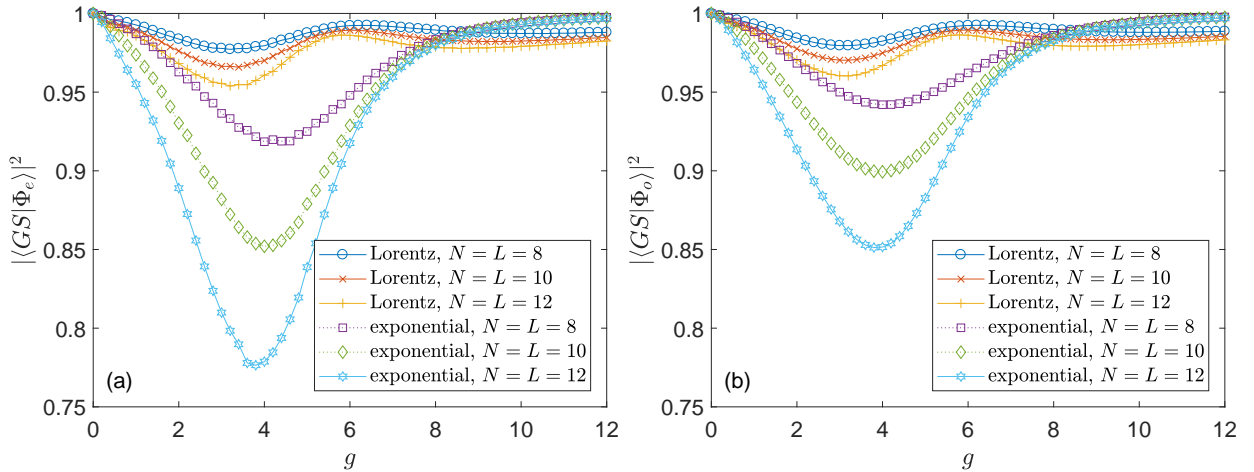 1
0.95
0.9
0.85
0.8
0.75
|⟨GS|Φ_e⟩|²
Lorentz, N = L = 8
Lorentz, N = L = 10
Lorentz, N = L = 12
exponential, N = L = 8
exponential, N = L = 10
exponential, N = L = 12
(a)
0 2 4 6 8 10 12
g
1
0.95
0.9
0.85
0.8
0.75
|⟨GS|Φ_o⟩|²
Lorentz, N = L = 8
Lorentz, N = L = 10
Lorentz, N = L = 12
exponential, N = L = 8
exponential, N = L = 10
exponential, N = L = 12
(b)
0 2 4 6 8 10 12
g